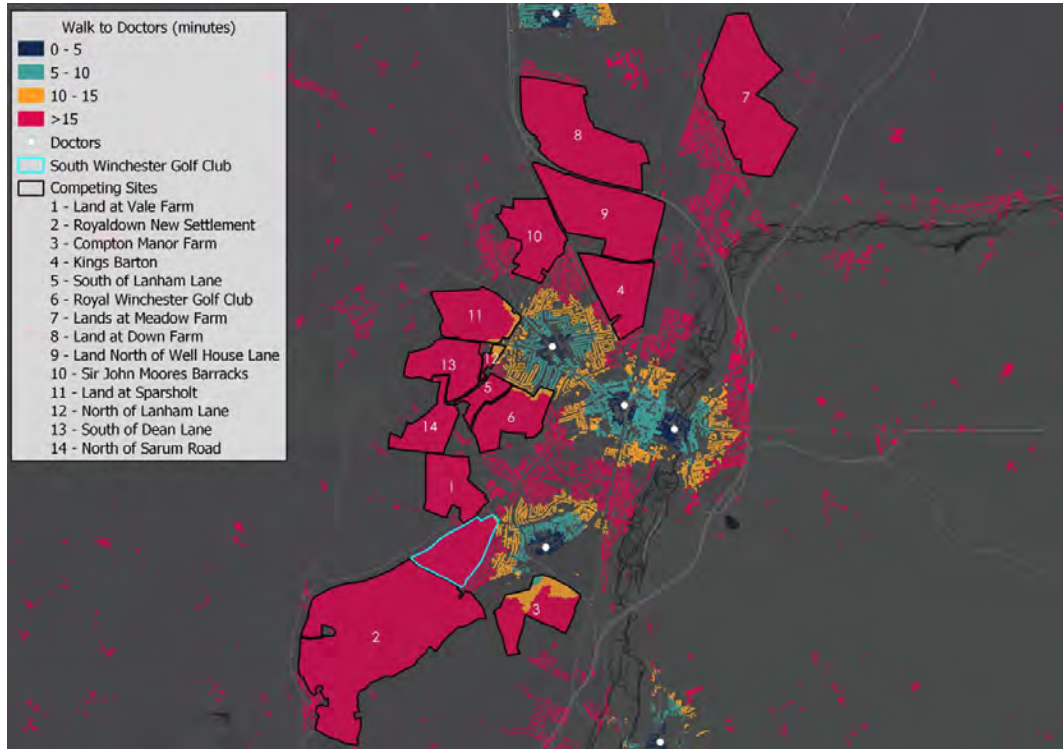 Walk to Doctors (minutes)
0 - 5
5 - 10
10 - 15
>15
Doctors
South Winchester Golf Club
Competing Sites
1 - Land at Vale Farm
2 - Royaldown New Settlement
3 - Compton Manor Farm
4 - Kings Barton
5 - South of Lanham Lane
6 - Royal Winchester Golf Club
7 - Lands at Meadow Farm
8 - Land at Down Farm
9 - Land North of Well House Lane
10 - Sir John Moores Barracks
11 - Land at Sparsholt
12 - North of Lanham Lane
13 - South of Dean Lane
14 - North of Sarum Road
7
8
9
10
4
11
12
13
5
6
14
1
3
2